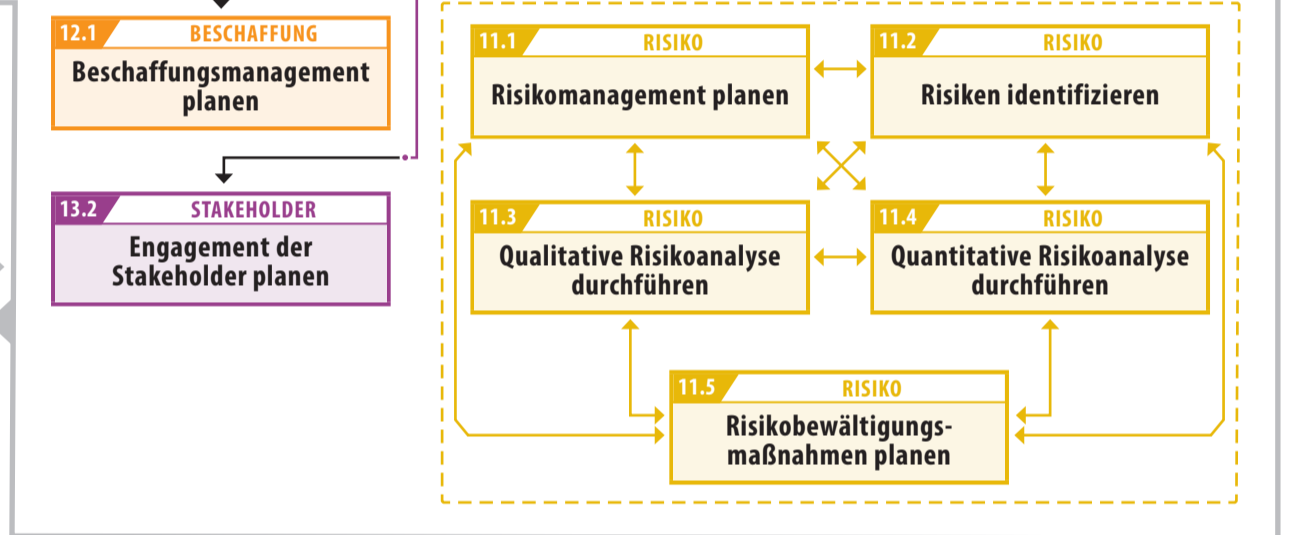 12.1 BESCHAFFUNG
Beschaffungsmanagement
planen
13.2 STAKEHOLDER
Engagement der
Stakeholder planen
11.1 RISIKO
Risikomanagement planen
11.2 RISIKO
Risiken identifizieren
11.3 RISIKO
Qualitative Risikoanalyse
durchführen
11.4 RISIKO
Quantitative Risikoanalyse
durchführen
11.5 RISIKO
Risikobewältigungs-
maßnahmen planen